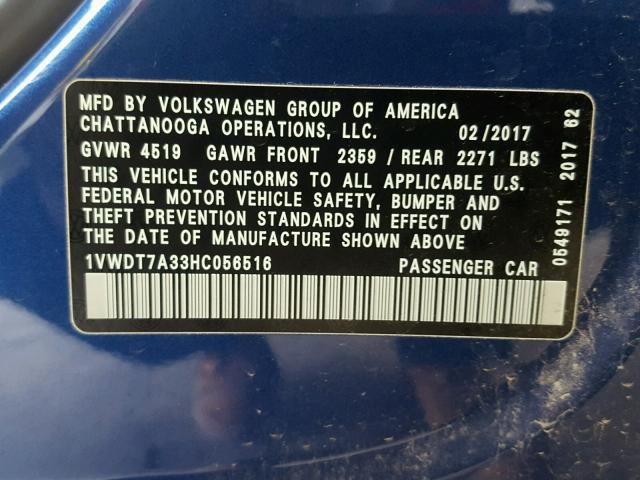 MFD BY VOLKSWAGEN GROUP OF AMERICA
CHATTANOOGA OPERATIONS, LLC. 02/2017
GVWR 4519 GAWR FRONT 2359 / REAR 2271 LBS
THIS VEHICLE CONFORMS TO ALL APPLICABLE U.S.
FEDERAL MOTOR VEHICLE SAFETY, BUMPER AND
THEFT PREVENTION STANDARDS IN EFFECT ON
THE DATE OF MANUFACTURE SHOWN ABOVE
1VWDT7A33HC056516 PASSENGER CAR
0549171 2017 62